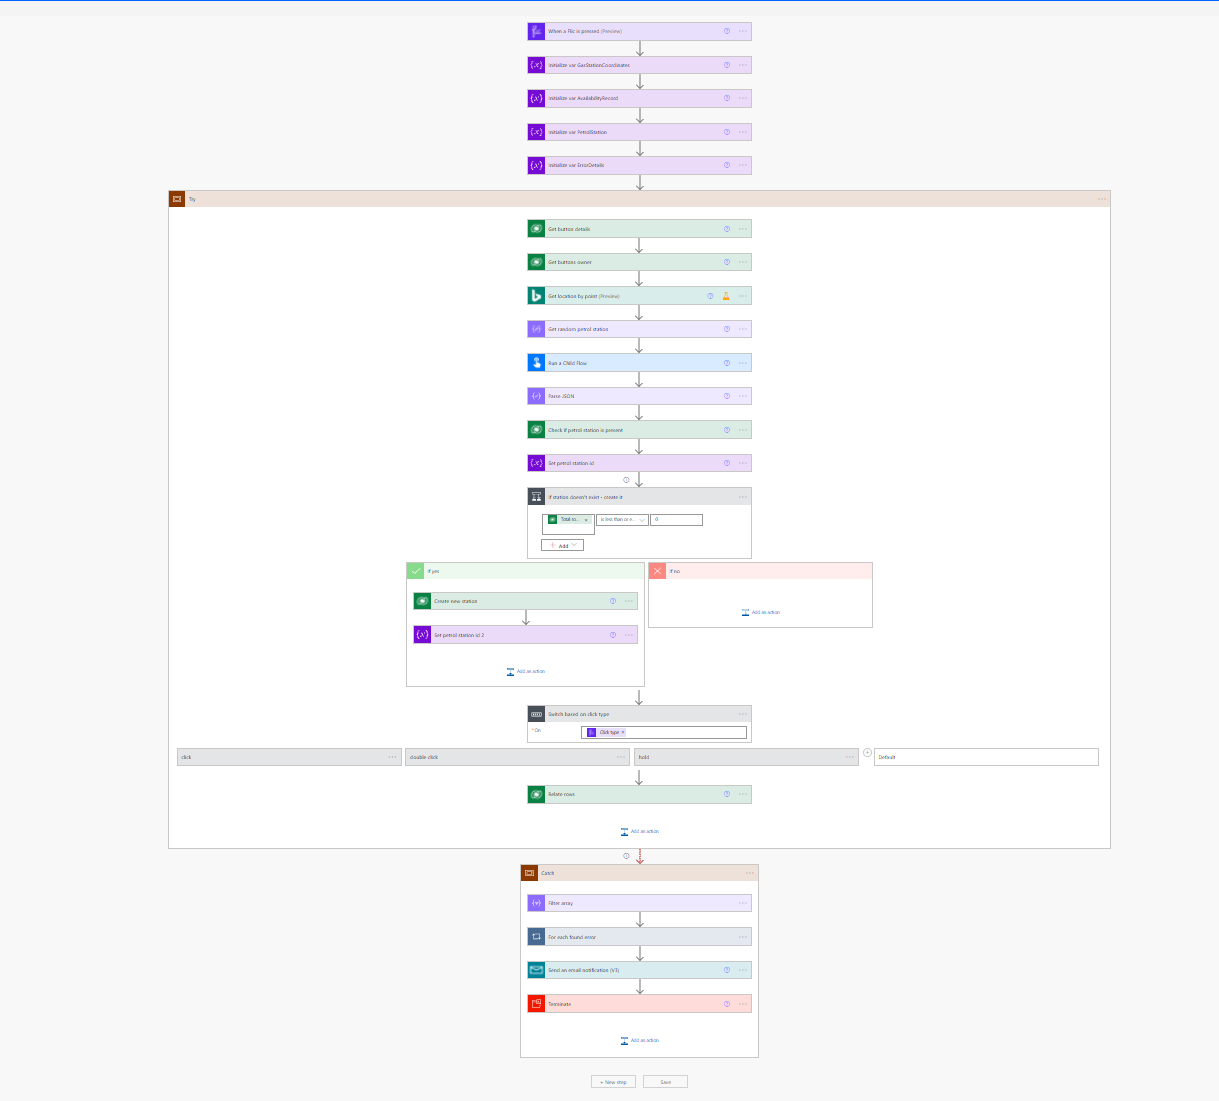 When a Flic is pressed (Preview)
Initialize var GasStationCoordinates
Initialize var AvailabilityRecord
Initialize var PetrolStation
Initialize var ErrorDetails
Try
Get button details
Get buttons owner
Get location by point (Preview)
Get random petrol station
Run a Child Flow
Parse JSON
Check if petrol station is present
Set petrol station id
If station doesn't exist - create it
Total ro... × is less than or e... 0
Add
If yes
If no
Create new station
Add an action
Set petrol station id 2
Add an action
Switch based on click type
* On Click type ×
click
double click
hold
Default
Relate rows
Add an action
Catch
Filter array
For each found error
Send an email notification (V3)
Terminate
Add an action
+ New step
Save